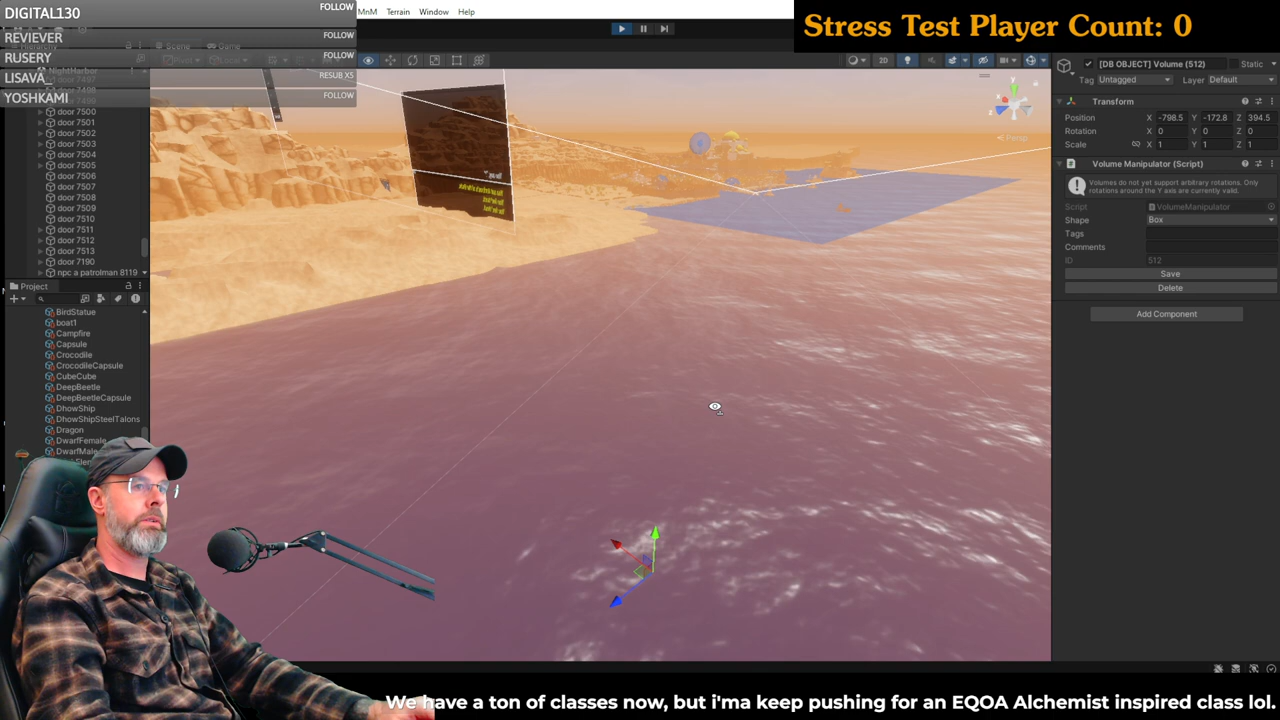 DIGITAL130 FOLLOW
REVIEVER FOLLOW
RUSERY FOLLOW
LISAVA_ RESUB X5
YOSHKAMI FOLLOW
MnM Terrain Window Help
Stress Test Player Count: 0
Scene Game
2D
Persp
door 7500
door 7501
door 7502
door 7503
door 7504
door 7505
door 7506
door 7507
door 7508
door 7509
door 7510
door 7511
door 7512
door 7513
door 7190
npc a patrolman 8119
Project
BirdStatue
boat1
Campfire
Capsule
Crocodile
CrocodileCapsule
CubeCube
DeepBeetle
DeepBeetleCapsule
DhowShip
DhowShipSteelTalons
Dragon
DwarfFemale
DwarfMale
[DB OBJECT] Volume (512) Static
Tag Untagged Layer Default
Transform
Position X -798.5 Y -172.8 Z 394.5
Rotation X 0 Y 0 Z 0
Scale X 1 Y 1 Z 1
Volume Manipulator (Script)
Volumes do not yet support arbitrary rotations. Only
rotations around the Y axis are currently valid.
Script VolumeManipulator
Shape Box
Tags
Comments
ID 512
Save
Delete
Add Component
We have a ton of classes now, but i'ma keep pushing for an EQOA Alchemist inspired class lol.